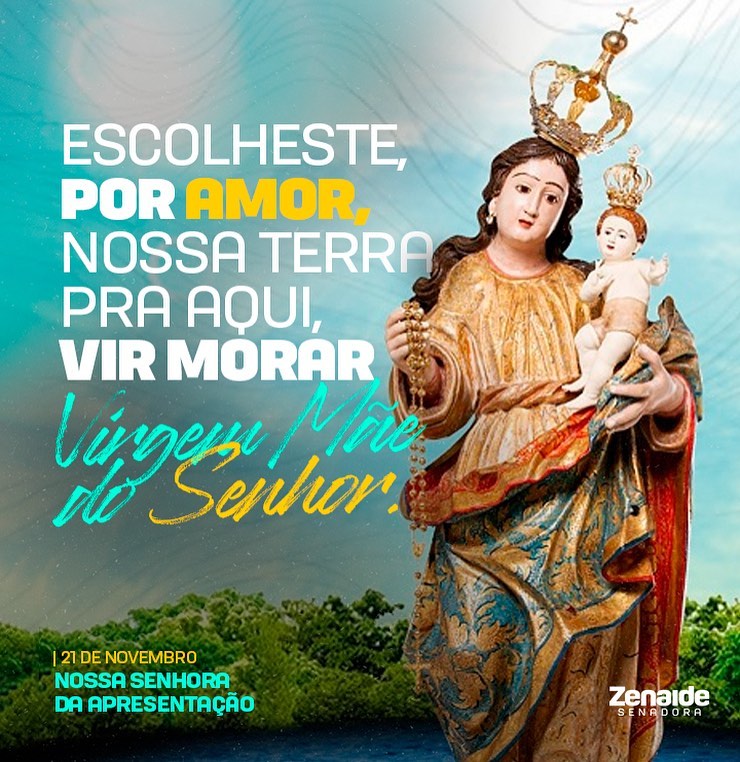 ESCOLHESTE,
POR AMOR,
NOSSA TERRA
PRA AQUI,
VIR MORAR
Virgem Mãe
do Senhor.
| 21 DE NOVEMBRO
NOSSA SENHORA
DA APRESENTAÇÃO
Zenaide
SENADORA